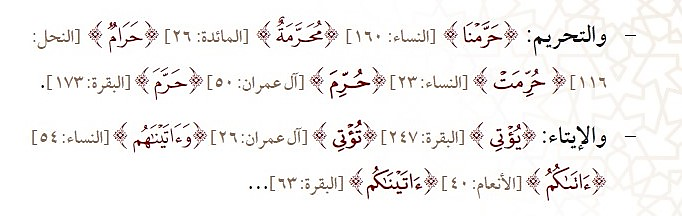 – والتحريم: ﴿حَرَّمْنَا﴾ [النساء: ١٦٠] ﴿مُحَرَّمَةٌ﴾ [المائدة: ٢٦] ﴿حَرَامٌ﴾ [النحل:
١١٦] ﴿حُرِّمَتْ﴾ [النساء: ٢٣] ﴿حُرِّمَ﴾ [آل عمران: ٥٠] ﴿حَرَّمَ﴾ [البقرة: ١٧٣].
– والإيتاء: ﴿يُؤْتِي﴾ [البقرة: ٢٤٧] ﴿تُؤْتِي﴾ [آل عمران: ٢٦] ﴿وَءَاتَيْنَٰهُم﴾ [النساء: ٥٤]
﴿ءَاتَىٰكُمُ﴾ [الأنعام: ٤٠] ﴿ءَاتَيْنَٰكُم﴾ [البقرة: ٦٣]...